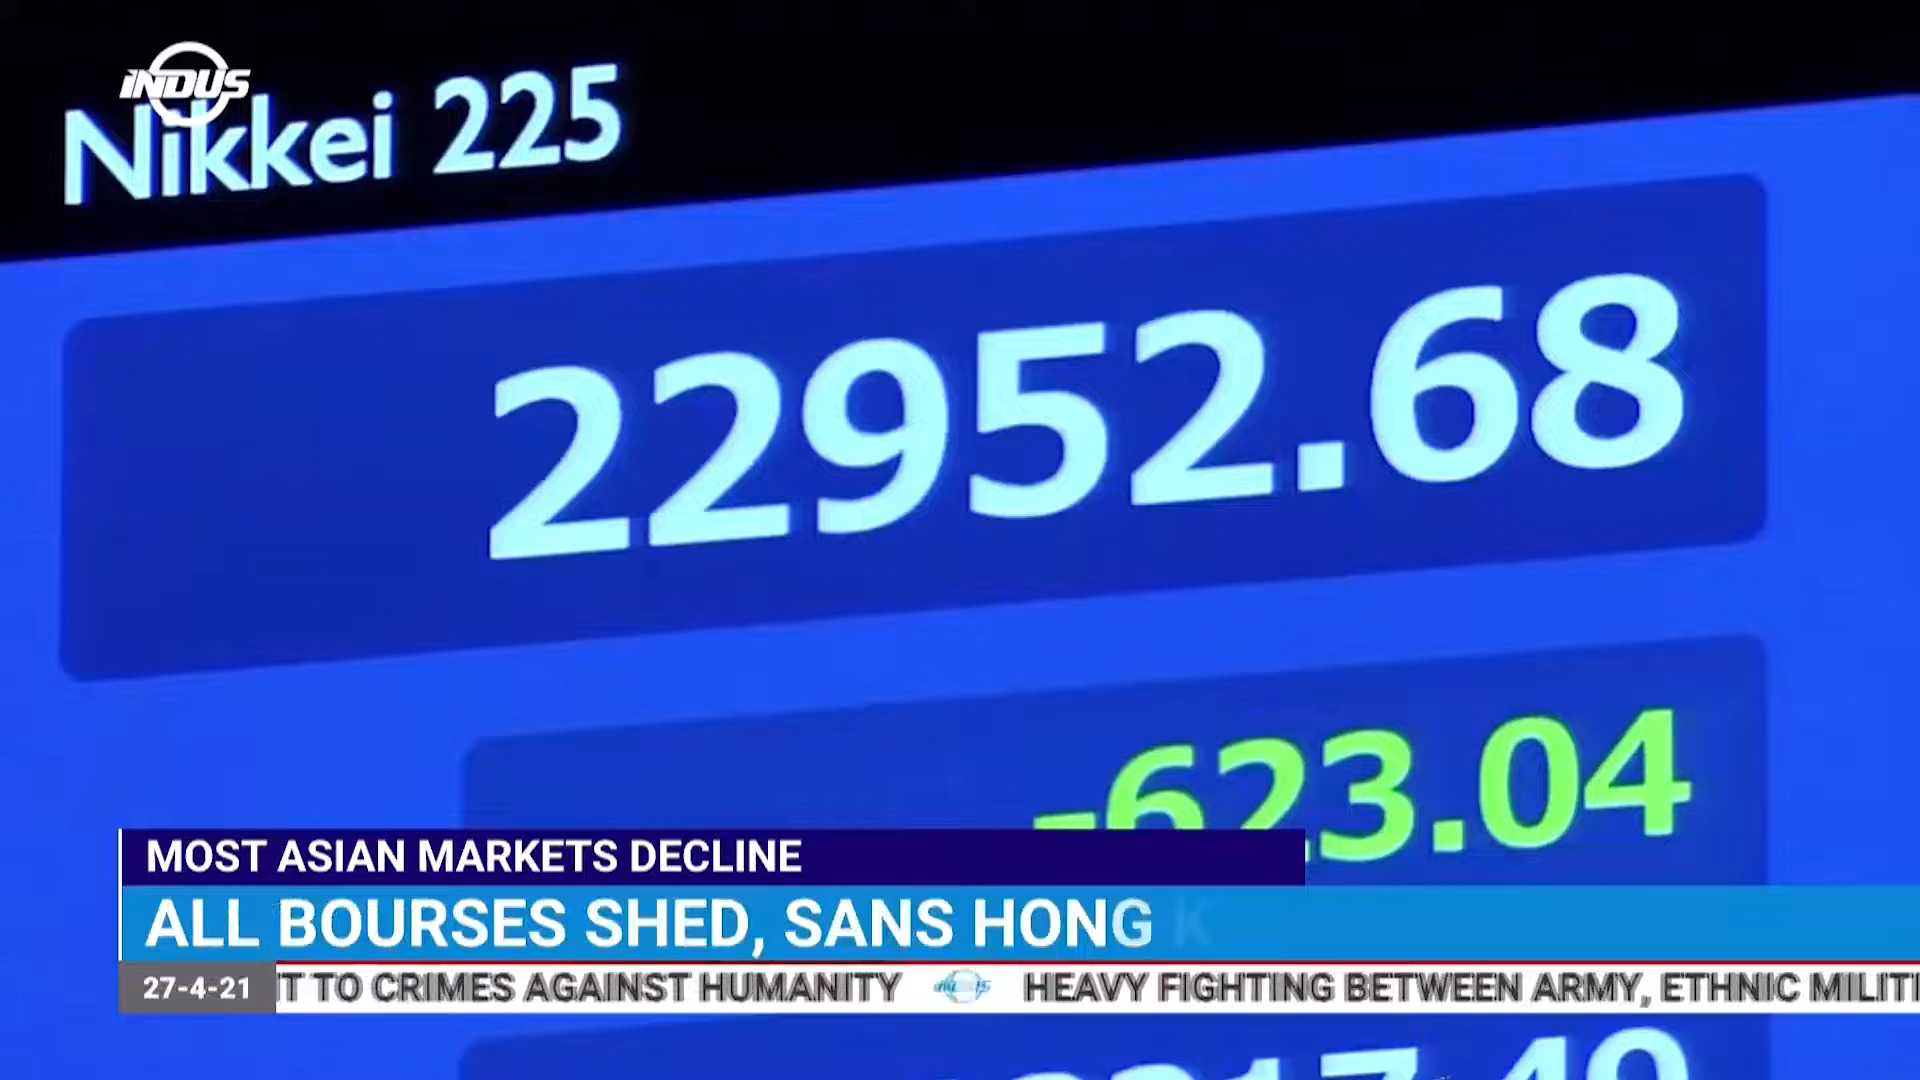 INDUS
Nikkei 225
22952.68
-623.04
MOST ASIAN MARKETS DECLINE
ALL BOURSES SHED, SANS HONG K
27-4-21
T TO CRIMES AGAINST HUMANITY HEAVY FIGHTING BETWEEN ARMY, ETHNIC MILITI